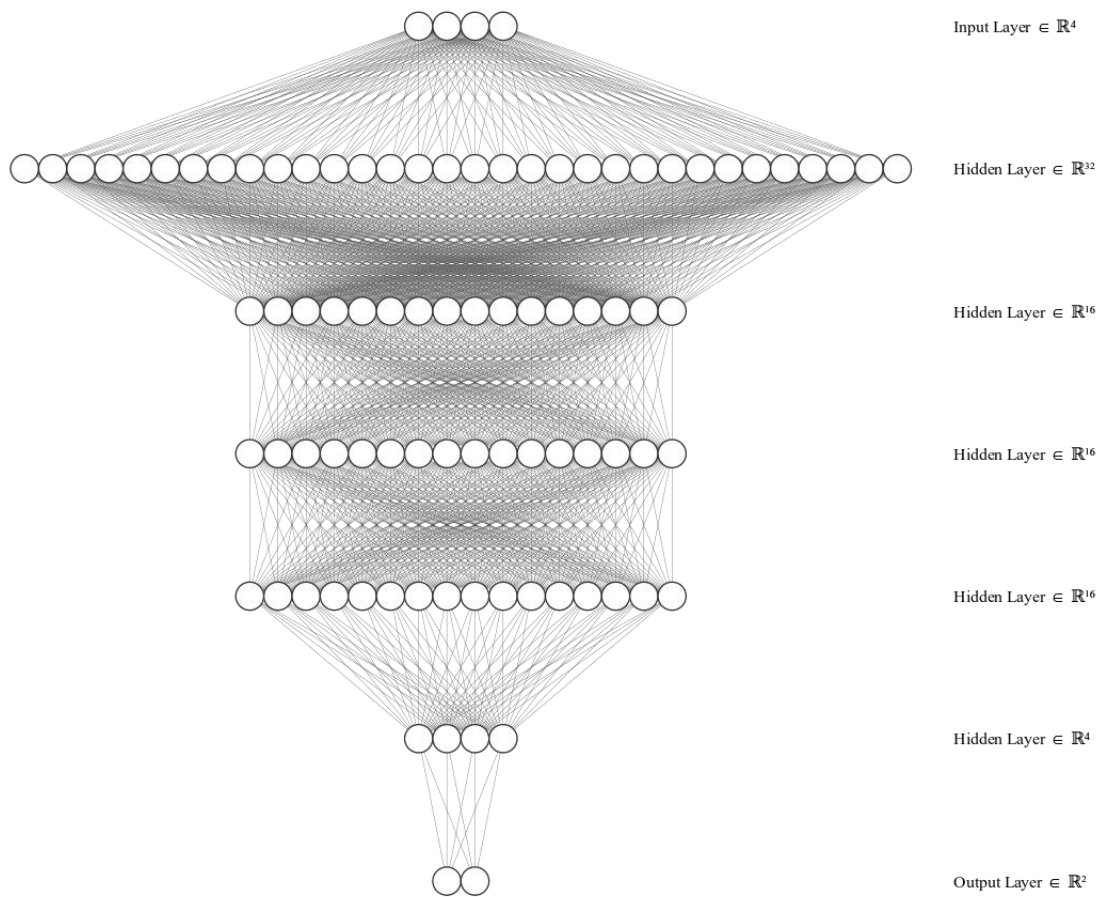 Input Layer ∈ ℝ⁴
Hidden Layer ∈ ℝ³²
Hidden Layer ∈ ℝ¹⁶
Hidden Layer ∈ ℝ¹⁶
Hidden Layer ∈ ℝ¹⁶
Hidden Layer ∈ ℝ⁴
Output Layer ∈ ℝ²